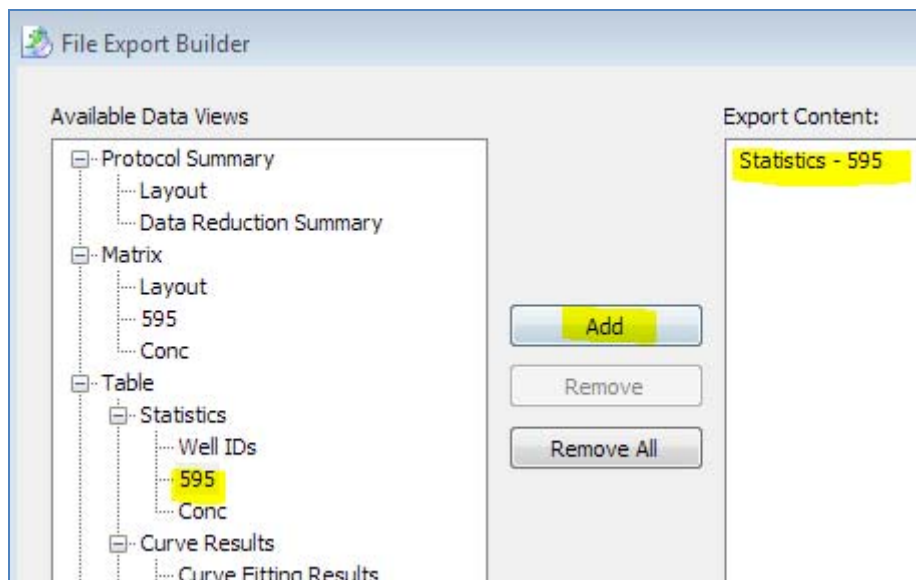 File Export Builder
Available Data Views
Protocol Summary
Layout
Data Reduction Summary
Matrix
Layout
595
Conc
Table
Statistics
Well IDs
595
Conc
Curve Results
Curve Fitting Results
Add
Remove
Remove All
Export Content:
Statistics - 595